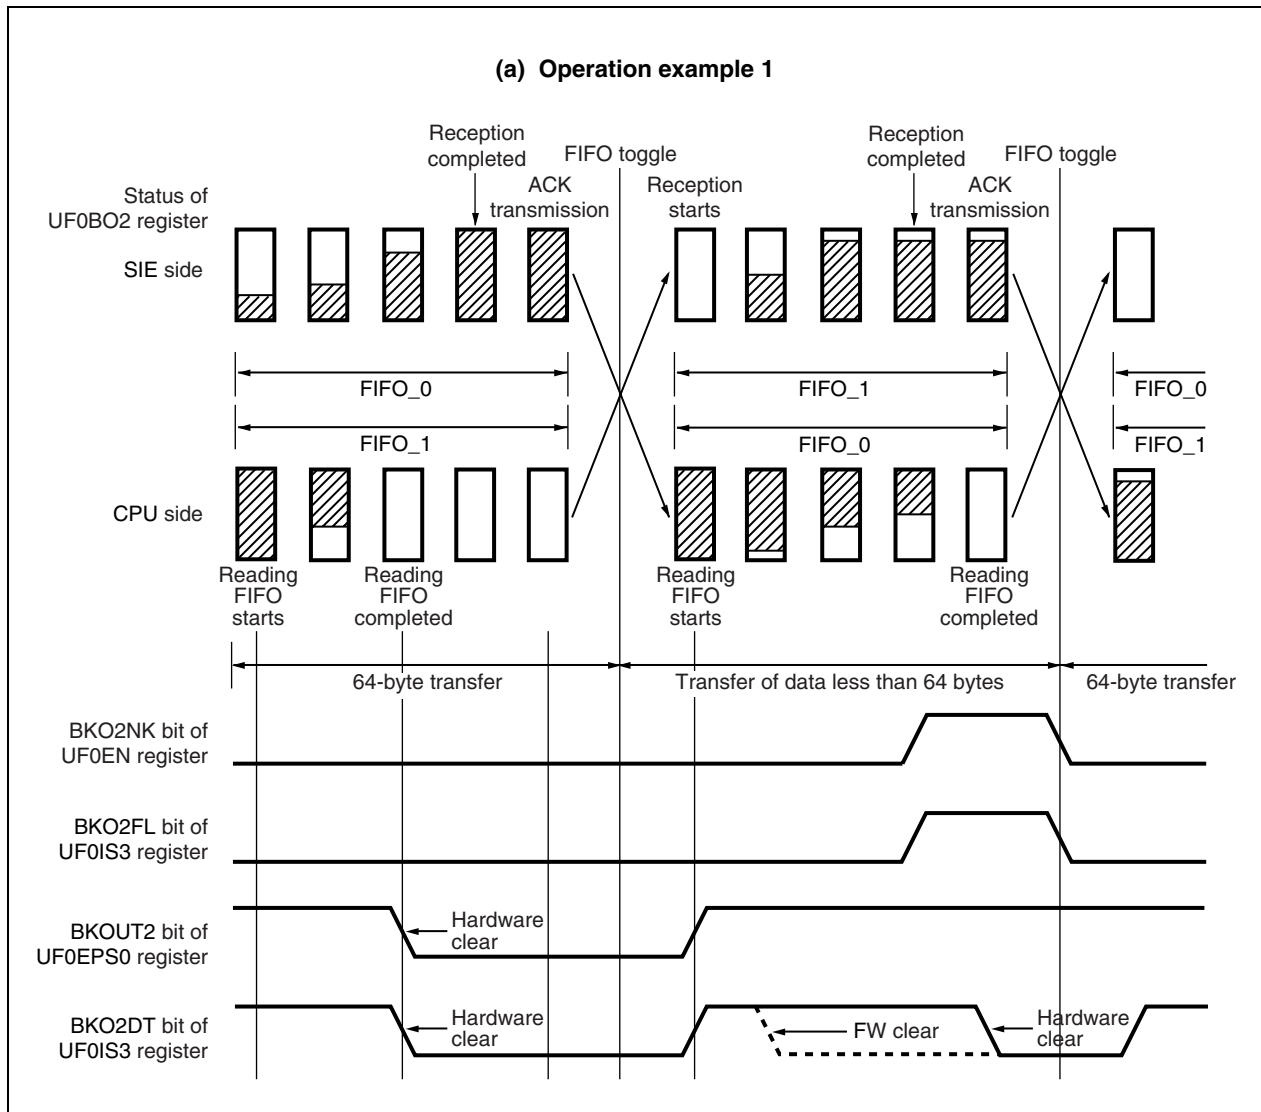 (a) Operation example 1
Reception
completed
FIFO toggle
Reception
completed
FIFO toggle
Status of
UF0BO2 register
ACK
transmission
Reception
starts
ACK
transmission
SIE side
FIFO_0
FIFO_1
FIFO_0
FIFO_1
FIFO_0
FIFO_1
CPU side
Reading
FIFO
starts
Reading
FIFO
completed
Reading
FIFO
starts
Reading
FIFO
completed
64-byte transfer
Transfer of data less than 64 bytes
64-byte transfer
BKO2NK bit of
UF0EN register
BKO2FL bit of
UF0IS3 register
BKOUT2 bit of
UF0EPS0 register
Hardware
clear
BKO2DT bit of
UF0IS3 register
Hardware
clear
FW clear
Hardware
clear